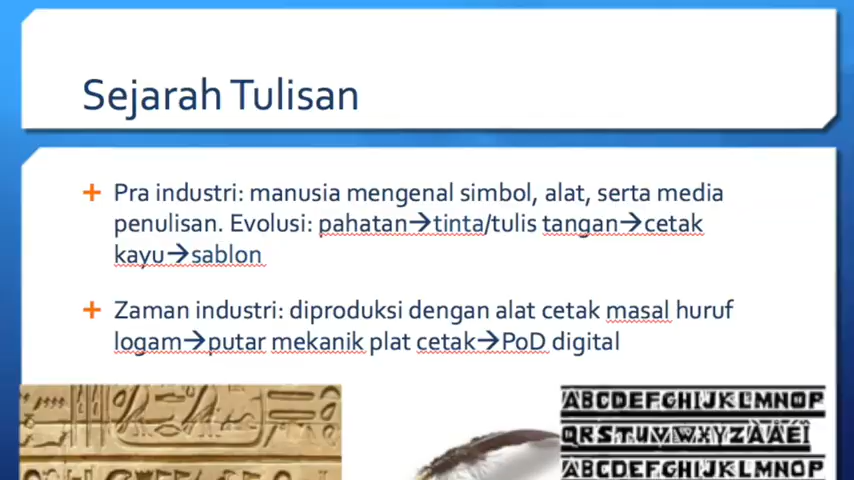 Sejarah Tulisan
+ Pra industri: manusia mengenal simbol, alat, serta media
penulisan. Evolusi: pahatan→tinta/tulis tangan→cetak
kayu→sablon
+ Zaman industri: diproduksi dengan alat cetak masal huruf
logam→putar mekanik plat cetak→PoD digital
ABCDEFGHIJKLMNOP
QRSTUVWXYZÀÅÉÎ
ABCDEFGHIJKLMNOP